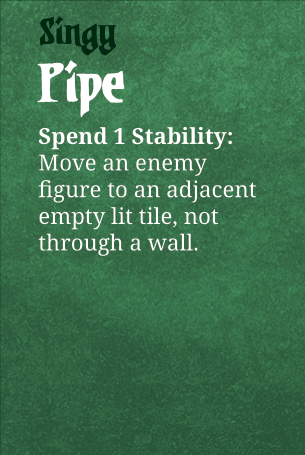 Singy
Pipe
Spend 1 Stability:
Move an enemy
figure to an adjacent
empty lit tile, not
through a wall.